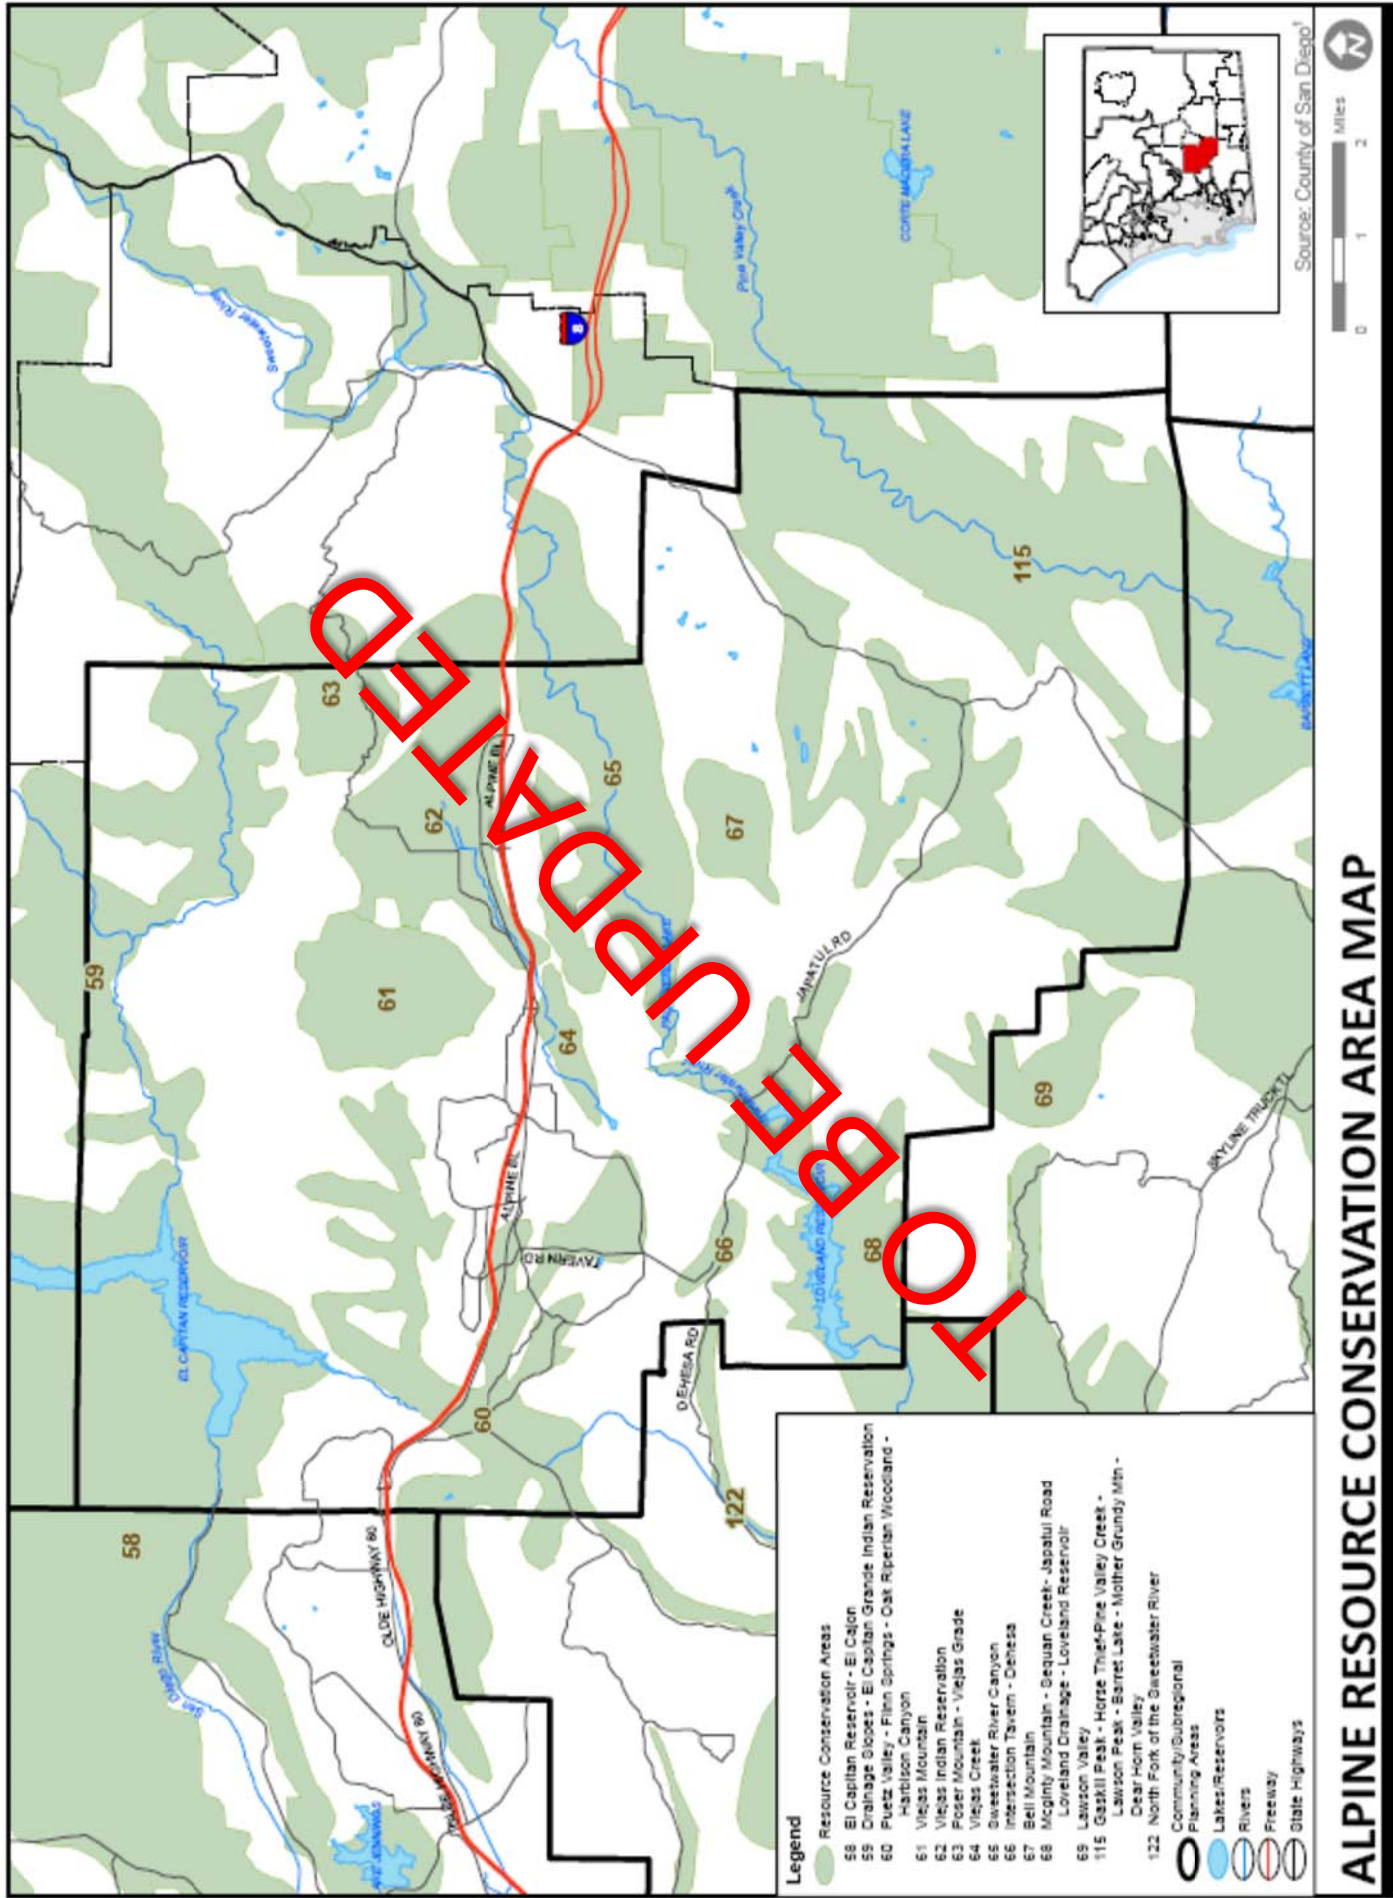 ALPINE RESOURCE CONSERVATION AREA MAP
TO BE UPDATED
58
59
60
61
62
63
64
65
66
67
68
69
115
122
EL CAPITAN RESERVOIR
San Diego River
Sweetwater River
Pine Valley Creek
CORTE MADERA LAKE
LOVELAND RESERVOIR
OLDE HIGHWAY 80
ALPINE BL
ALPINE BL
TAVERN RD
DEHESA RD
JAPATUL RD
SKYLINE TRUCK TL
8
Legend
Resource Conservation Areas
58 El Capitan Reservoir - El Cajon
59 Drainage Slopes - El Capitan Grande Indian Reservation
60 Puetz Valley - Flinn Springs - Oak Riperian Woodland -
Harbison Canyon
61 Viejas Mountain
62 Viejas Indian Reservation
63 Poser Mountain - Viejas Grade
64 Viejas Creek
65 Sweetwater River Canyon
66 Intersection Tavern - Dehesa
67 Bell Mountain
68 McGinty Mountain - Sequan Creek- Japatul Road
Loveland Drainage - Loveland Reservoir
69 Lawson Valley
115 Gaskill Peak - Horse Thief-Pine Valley Creek -
Lawson Peak - Barret Lake - Mother Grundy Mtn -
Dear Horn Valley
122 North Fork of the Sweetwater River
Community/Subregional
Planning Areas
Lakes/Reservoirs
Rivers
Freeway
State Highways
Source: County of San Diego¹
0 1 2 Miles
N